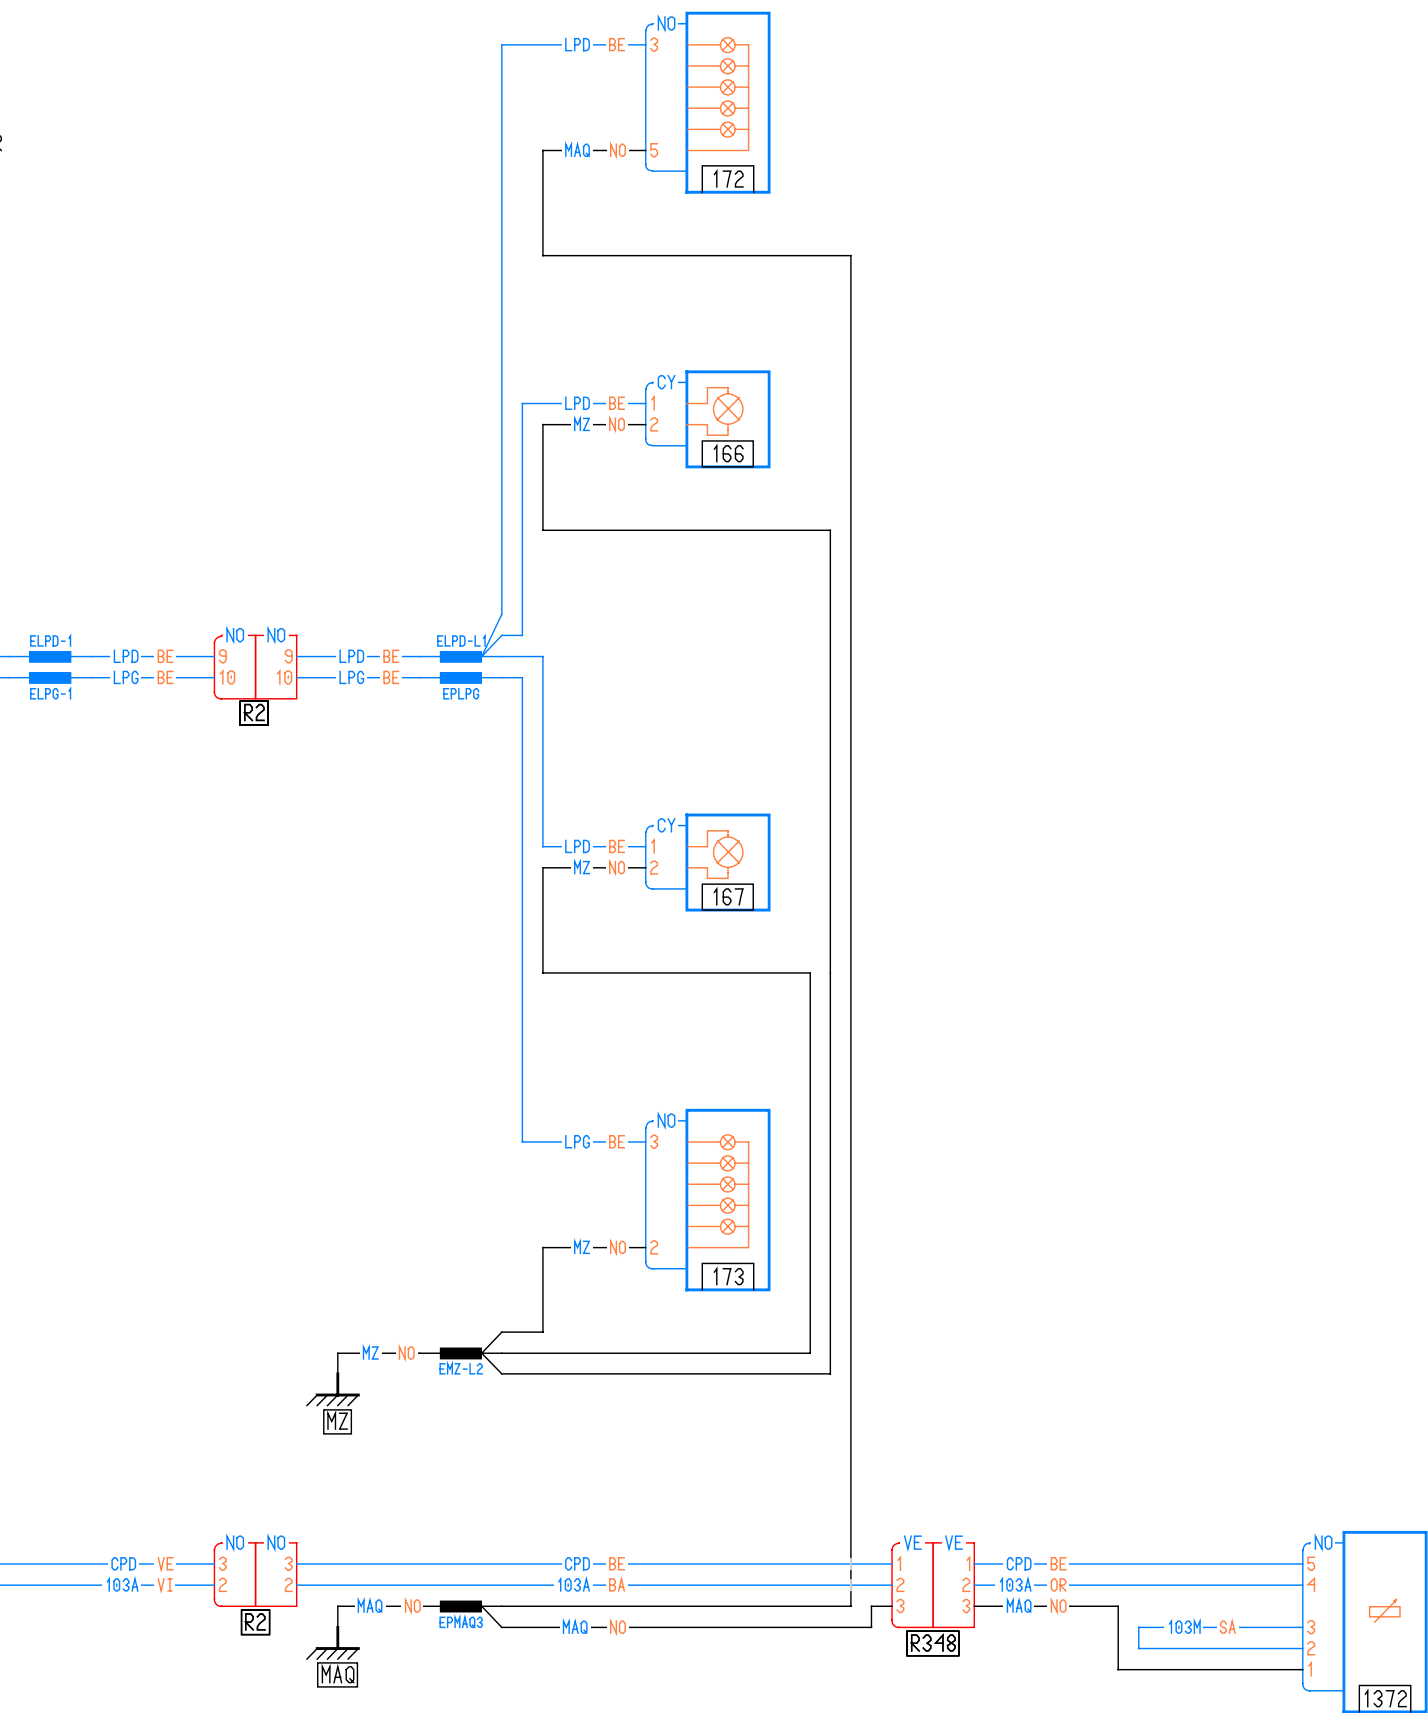 NO
LPD BE 3
MAQ NO 5
172
CY
LPD BE 1
MZ NO 2
166
ELPD-1 NO NO ELPD-L1
LPD BE 9 9 LPD BE
LPG BE 10 10 LPG BE
ELPG-1 EPLPG
R2
CY
LPD BE 1
MZ NO 2
167
NO
LPG BE 3
MZ NO 2
173
MZ NO
EMZ-L2
MZ
NO NO VE VE NO
CPD VE 3 3 CPD BE 1 1 CPD BE 5
103A VI 2 2 103A BA 2 2 103A OR 4
MAQ NO 3 3 MAQ NO
R2 EPMAQ3 MAQ NO 103M SA 3
R348 2
MAQ 1
1372